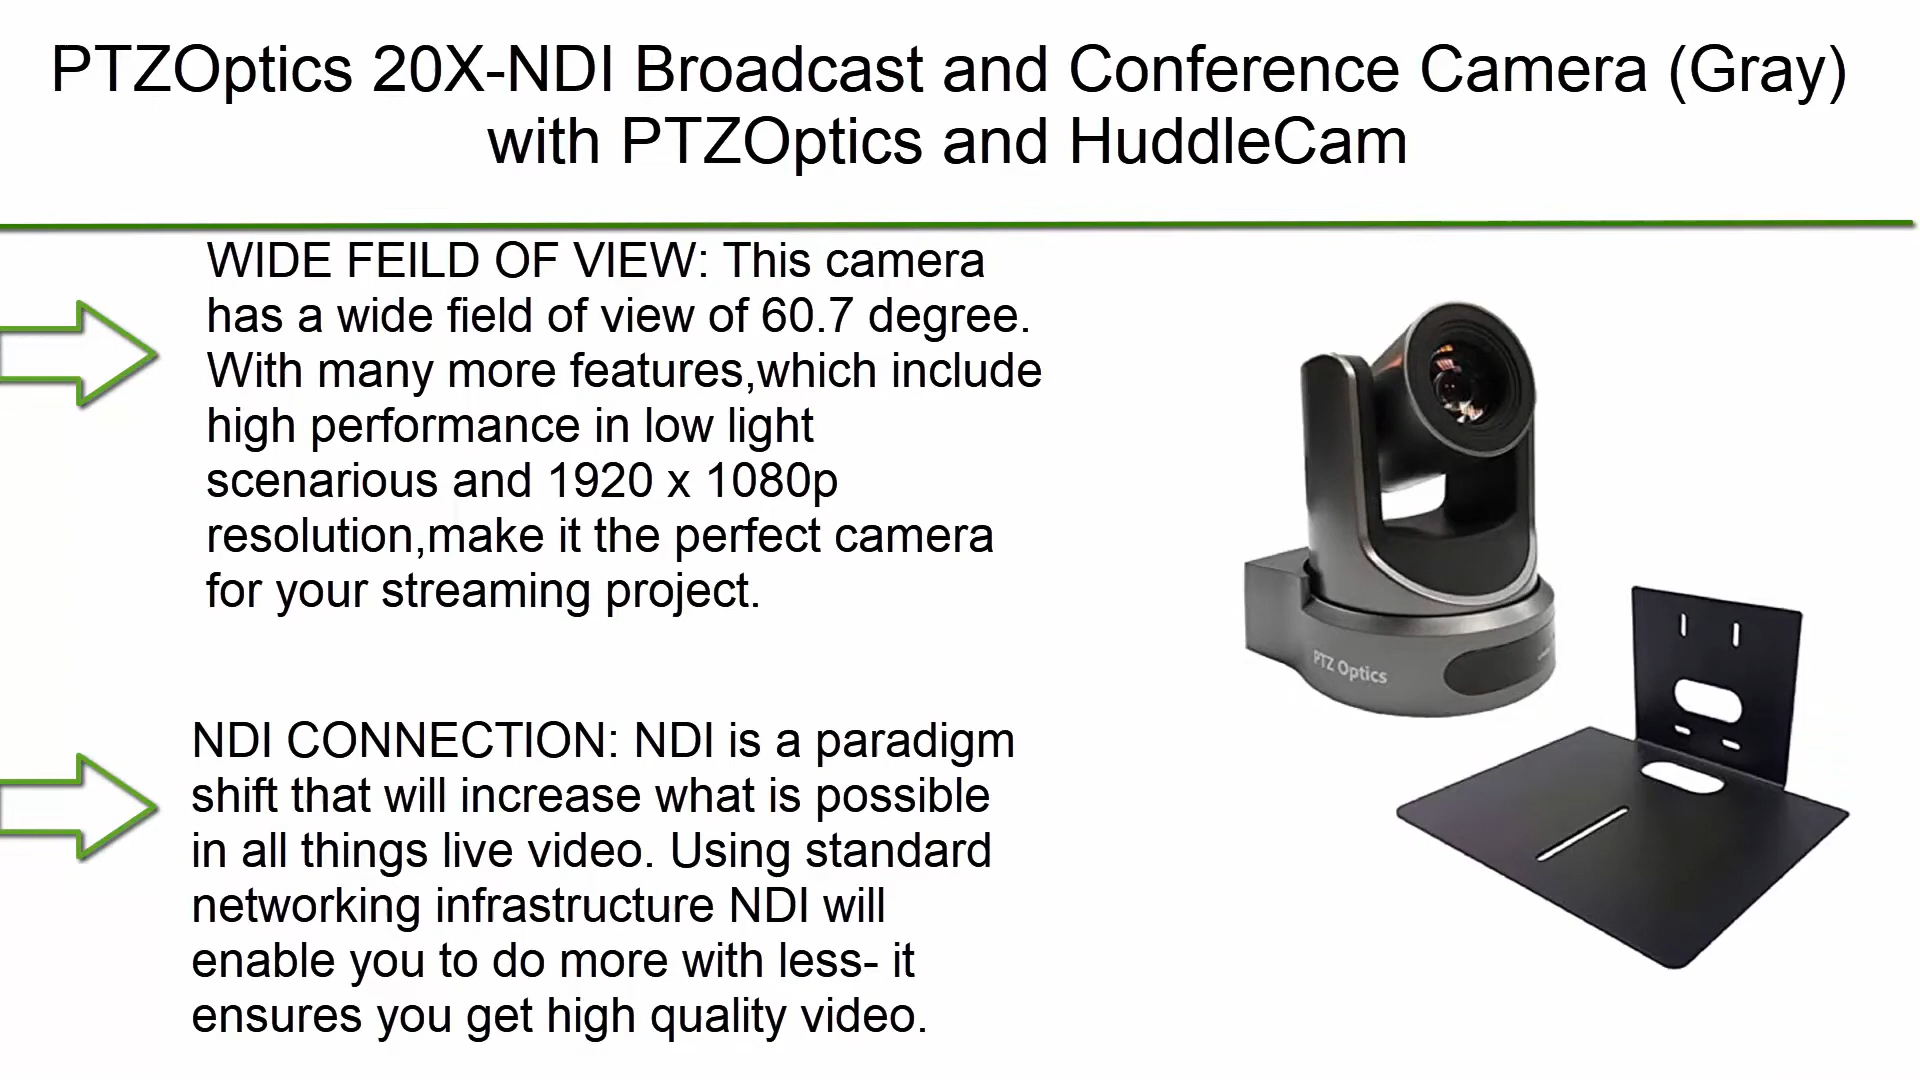 PTZOptics 20X-NDI Broadcast and Conference Camera (Gray)
with PTZOptics and HuddleCam
WIDE FEILD OF VIEW: This camera
has a wide field of view of 60.7 degree.
With many more features,which include
high performance in low light
scenarious and 1920 x 1080p
resolution,make it the perfect camera
for your streaming project.
PTZ Optics
NDI CONNECTION: NDI is a paradigm
shift that will increase what is possible
in all things live video. Using standard
networking infrastructure NDI will
enable you to do more with less- it
ensures you get high quality video.